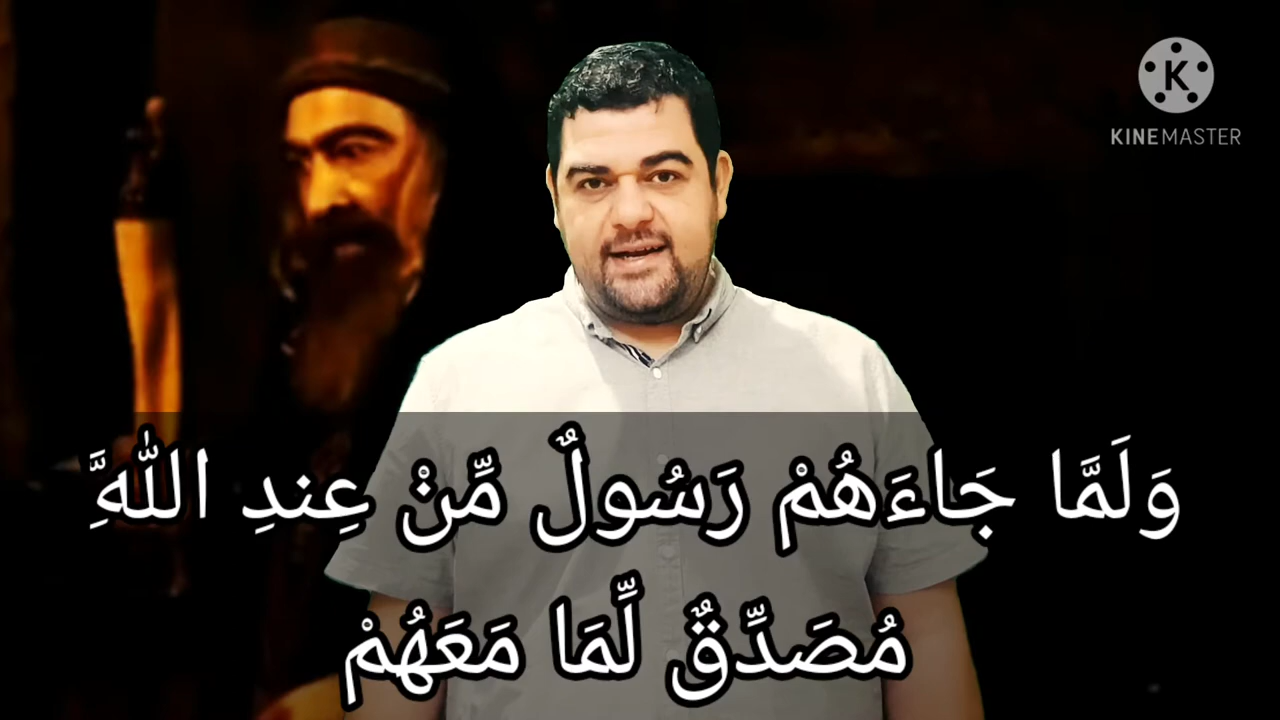 KINEMASTER
وَلَمَّا جَاءَهُمْ رَسُولٌ مِّنْ عِندِ اللَّهِ
مُصَدِّقٌ لِّمَا مَعَهُمْ